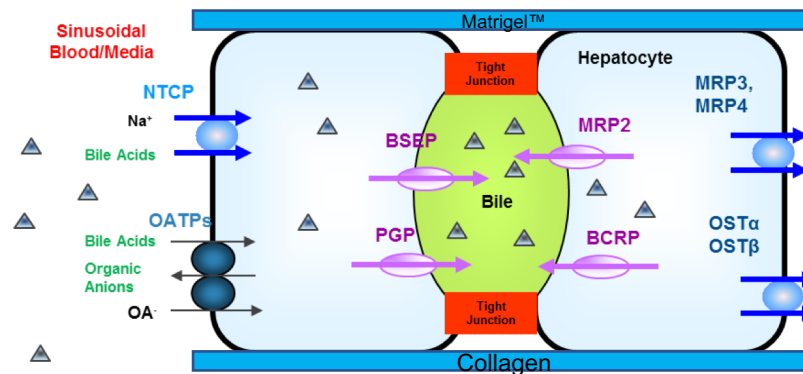 Matrigel™
Sinusoidal
Blood/Media
Tight
Junction
Hepatocyte
NTCP
MRP3,
MRP4
Na⁺
BSEP
MRP2
Bile Acids
Bile
OATPs
PGP
BCRP
OSTα
OSTβ
Bile Acids
Organic
Anions
OA⁻
Tight
Junction
Collagen